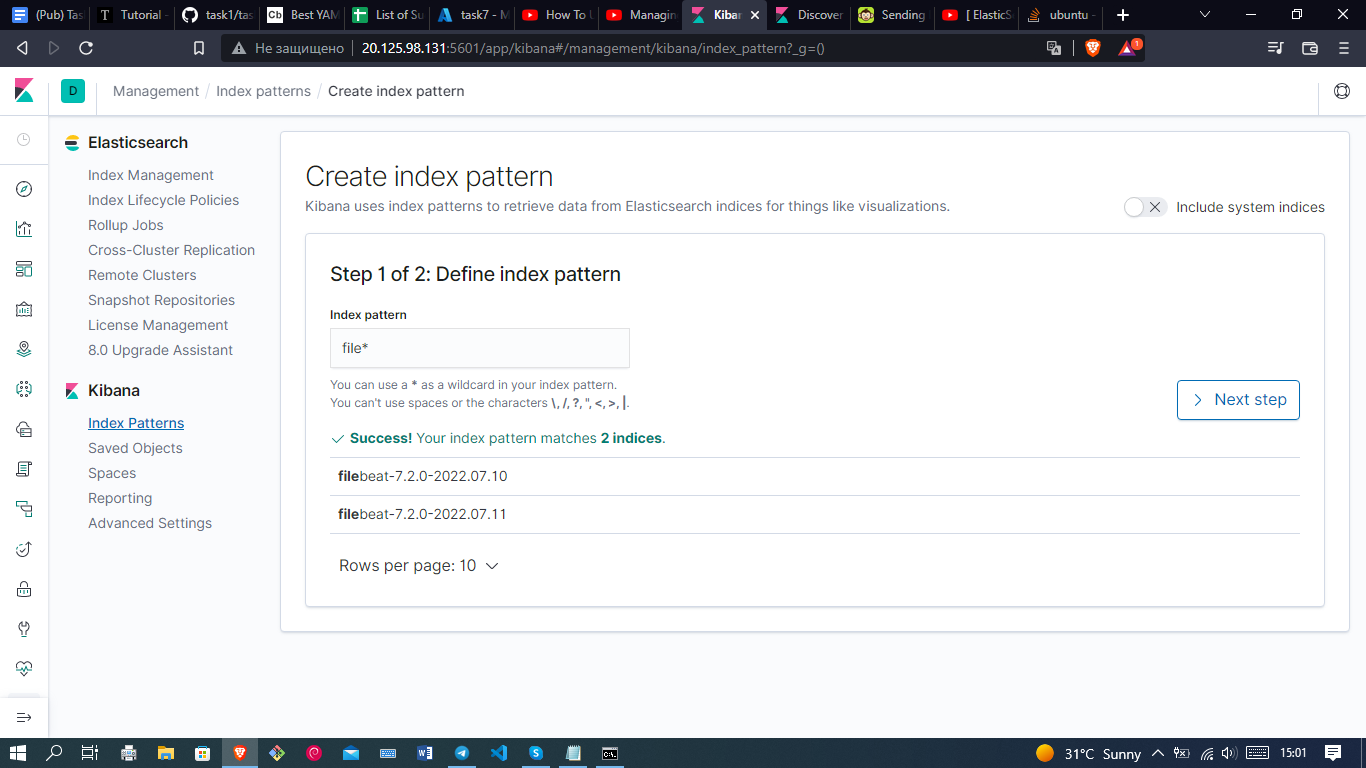 (Pub) Tas
Tutorial -
task1/tas
Best YAM
List of Su
task7 - M
How To U
Managin
Kibar
Discover
Sending
[ ElasticSe
ubuntu -
Не защищено
20.125.98.131:5601/app/kibana#/management/kibana/index_pattern?_g=()
1
D
Management / Index patterns / Create index pattern
Elasticsearch
Index Management
Index Lifecycle Policies
Rollup Jobs
Cross-Cluster Replication
Remote Clusters
Snapshot Repositories
License Management
8.0 Upgrade Assistant
Kibana
Index Patterns
Saved Objects
Spaces
Reporting
Advanced Settings
Create index pattern
Kibana uses index patterns to retrieve data from Elasticsearch indices for things like visualizations.
Include system indices
Step 1 of 2: Define index pattern
Index pattern
file*
You can use a * as a wildcard in your index pattern.
You can't use spaces or the characters \, /, ?, ", <, >, |.
Next step
Success! Your index pattern matches 2 indices.
filebeat-7.2.0-2022.07.10
filebeat-7.2.0-2022.07.11
Rows per page: 10
31°C Sunny
15:01